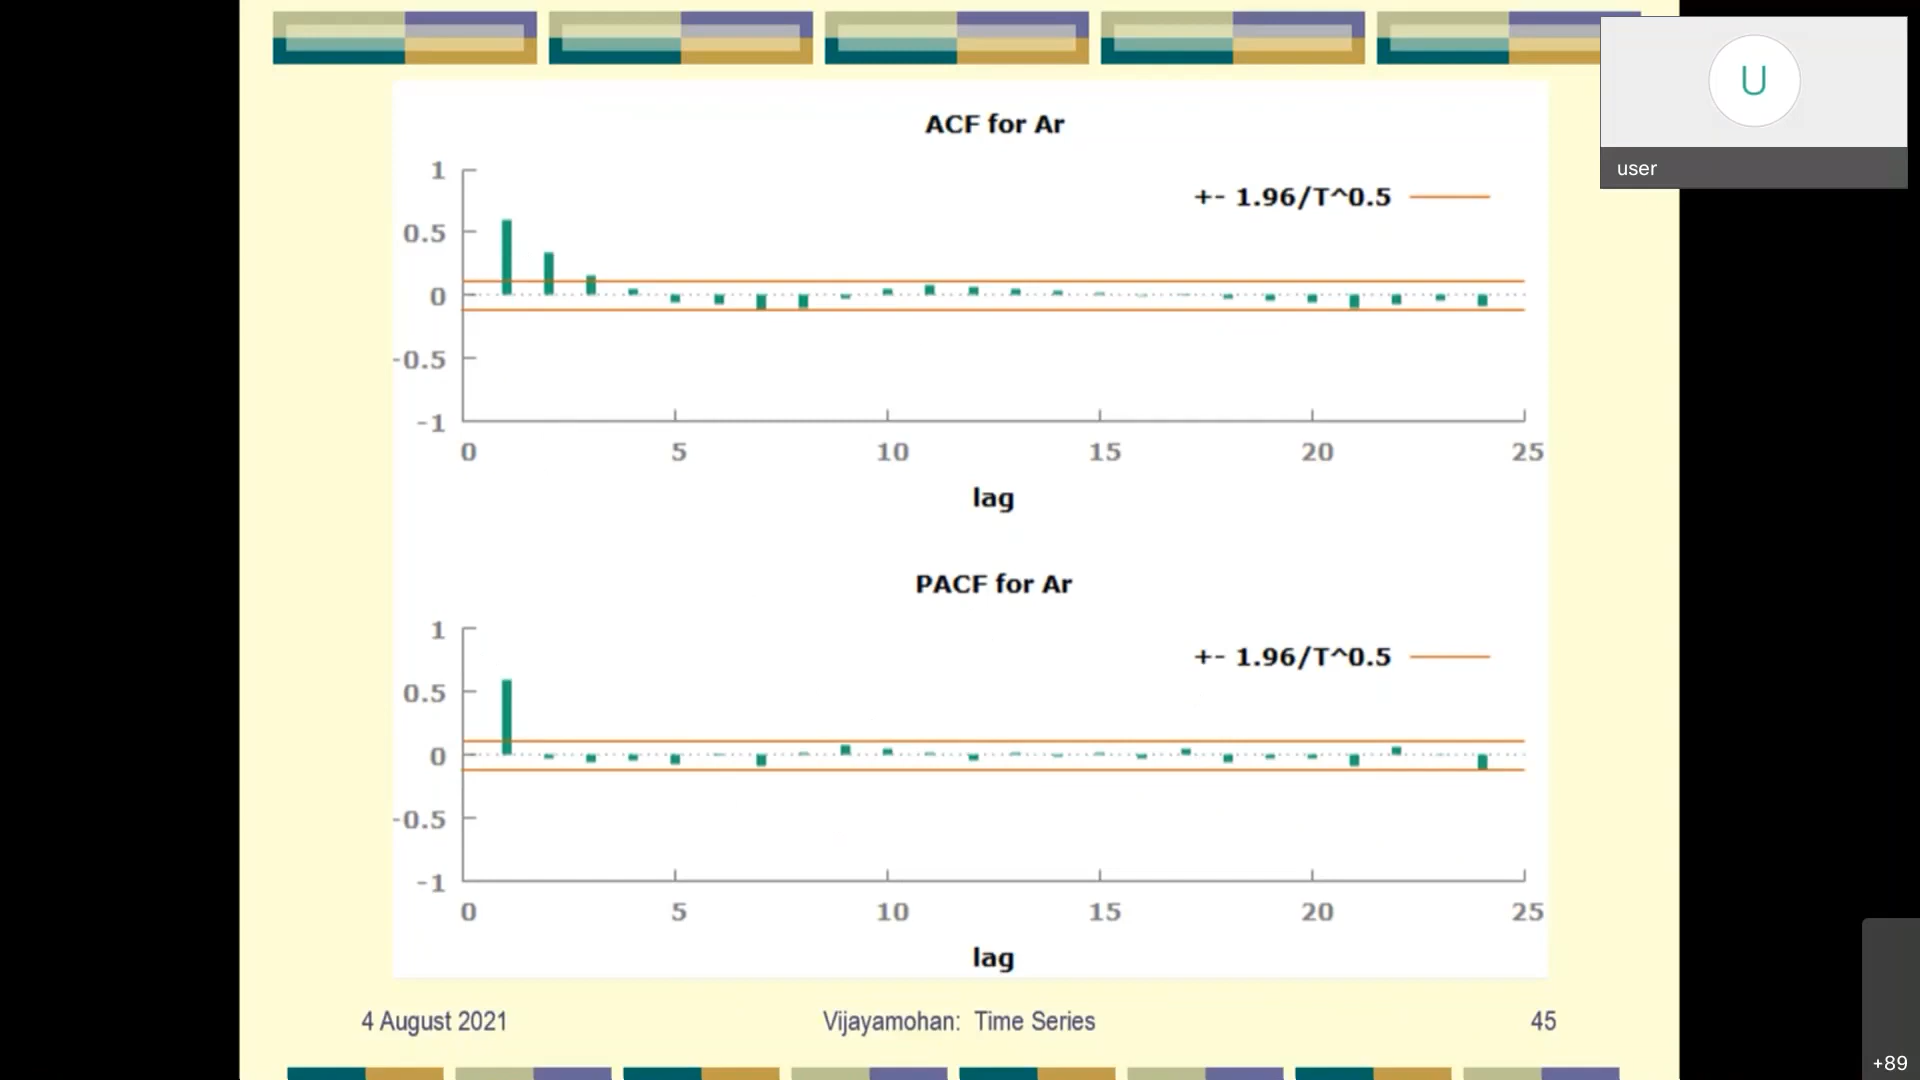 ACF for Ar
+- 1.96/T^0.5
1
0.5
0
-0.5
-1
0 5 10 15 20 25
lag
PACF for Ar
+- 1.96/T^0.5
1
0.5
0
-0.5
-1
0 5 10 15 20 25
lag
4 August 2021 Vijayamohan: Time Series 45
U
user
+89